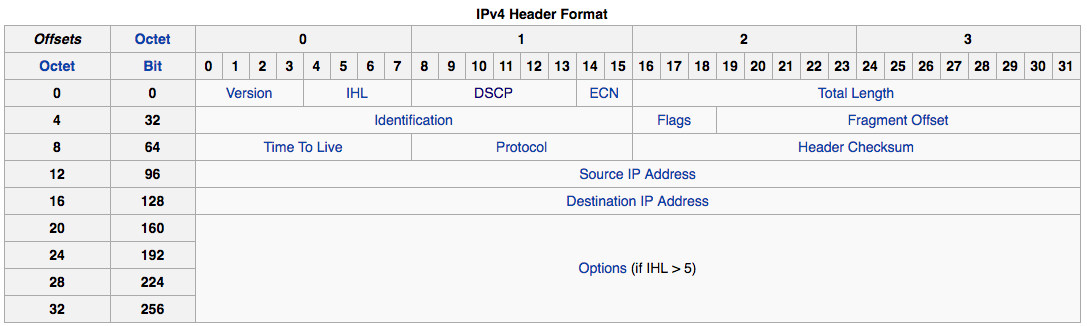 IPv4 Header Format
Offsets Octet 0 1 2 3
Octet Bit 0 1 2 3 4 5 6 7 8 9 10 11 12 13 14 15 16 17 18 19 20 21 22 23 24 25 26 27 28 29 30 31
0 0 Version IHL DSCP ECN Total Length
4 32 Identification Flags Fragment Offset
8 64 Time To Live Protocol Header Checksum
12 96 Source IP Address
16 128 Destination IP Address
20 160
24 192
Options (if IHL > 5)
28 224
32 256